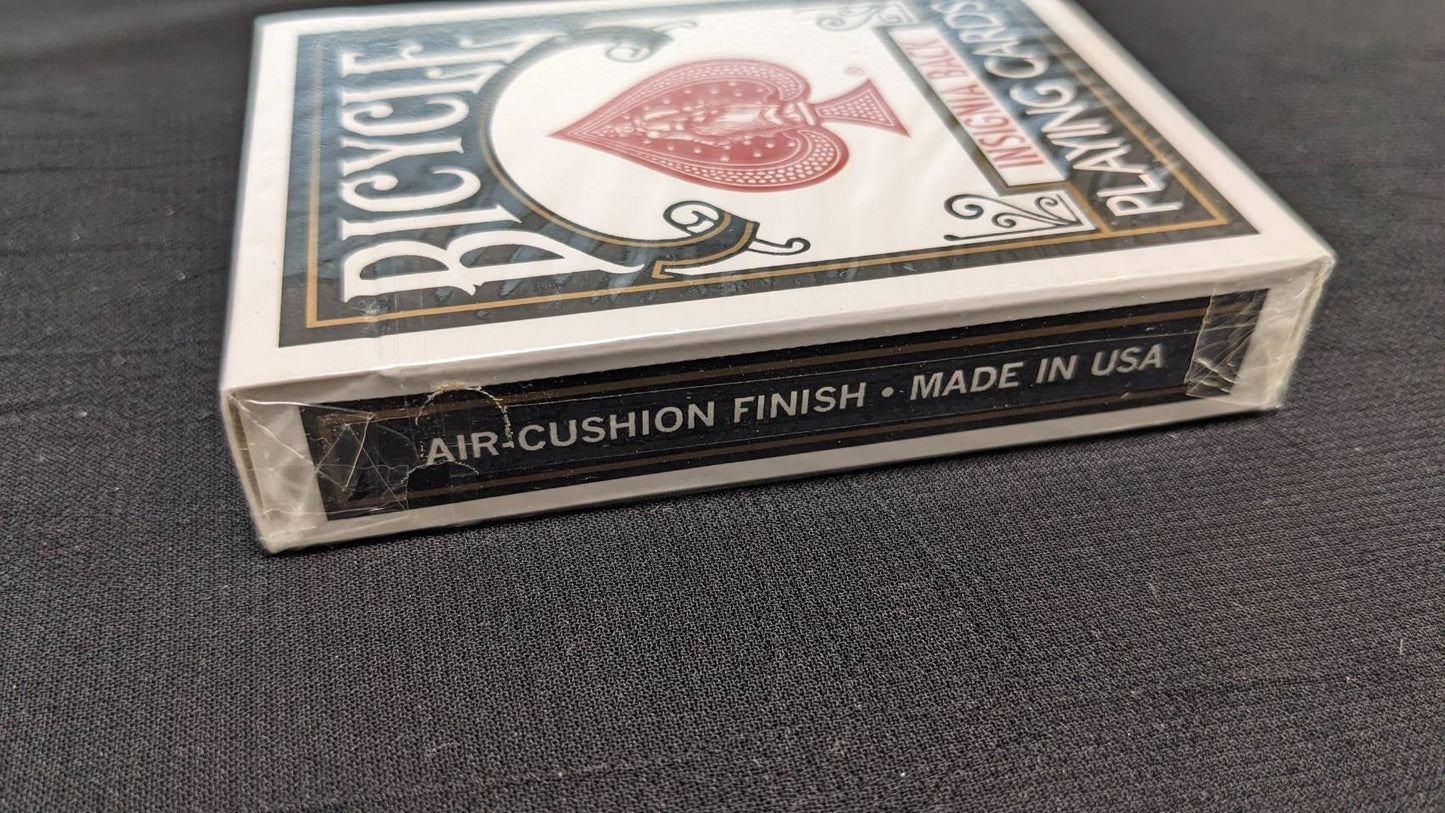 BICYCLE
®
INSIGNIA BACK
PLAYING CARDS
AIR-CUSHION FINISH • MADE IN USA